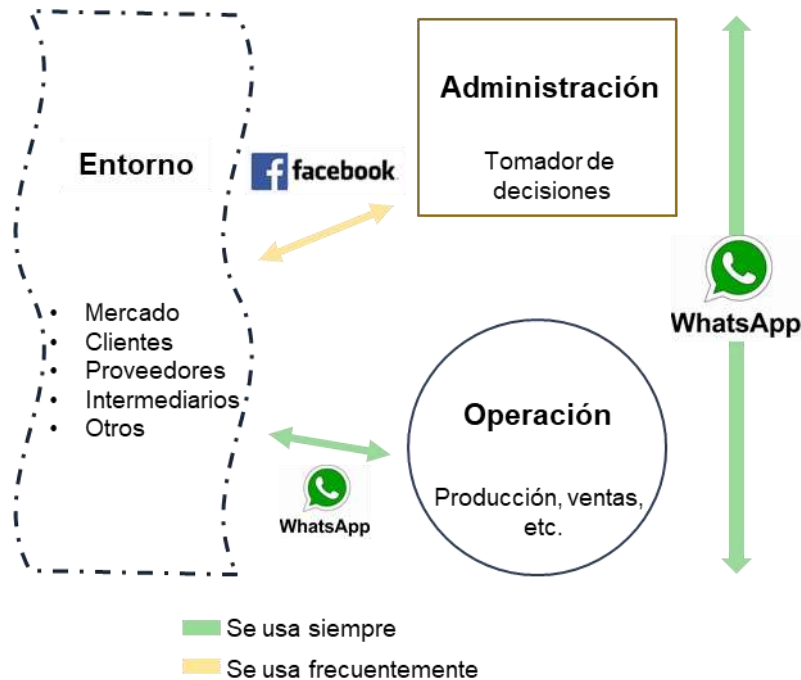 Entorno
facebook
Administración
Tomador de
decisiones
WhatsApp
• Mercado
• Clientes
• Proveedores
• Intermediarios
• Otros
WhatsApp
Operación
Producción, ventas,
etc.
Se usa siempre
Se usa frecuentemente